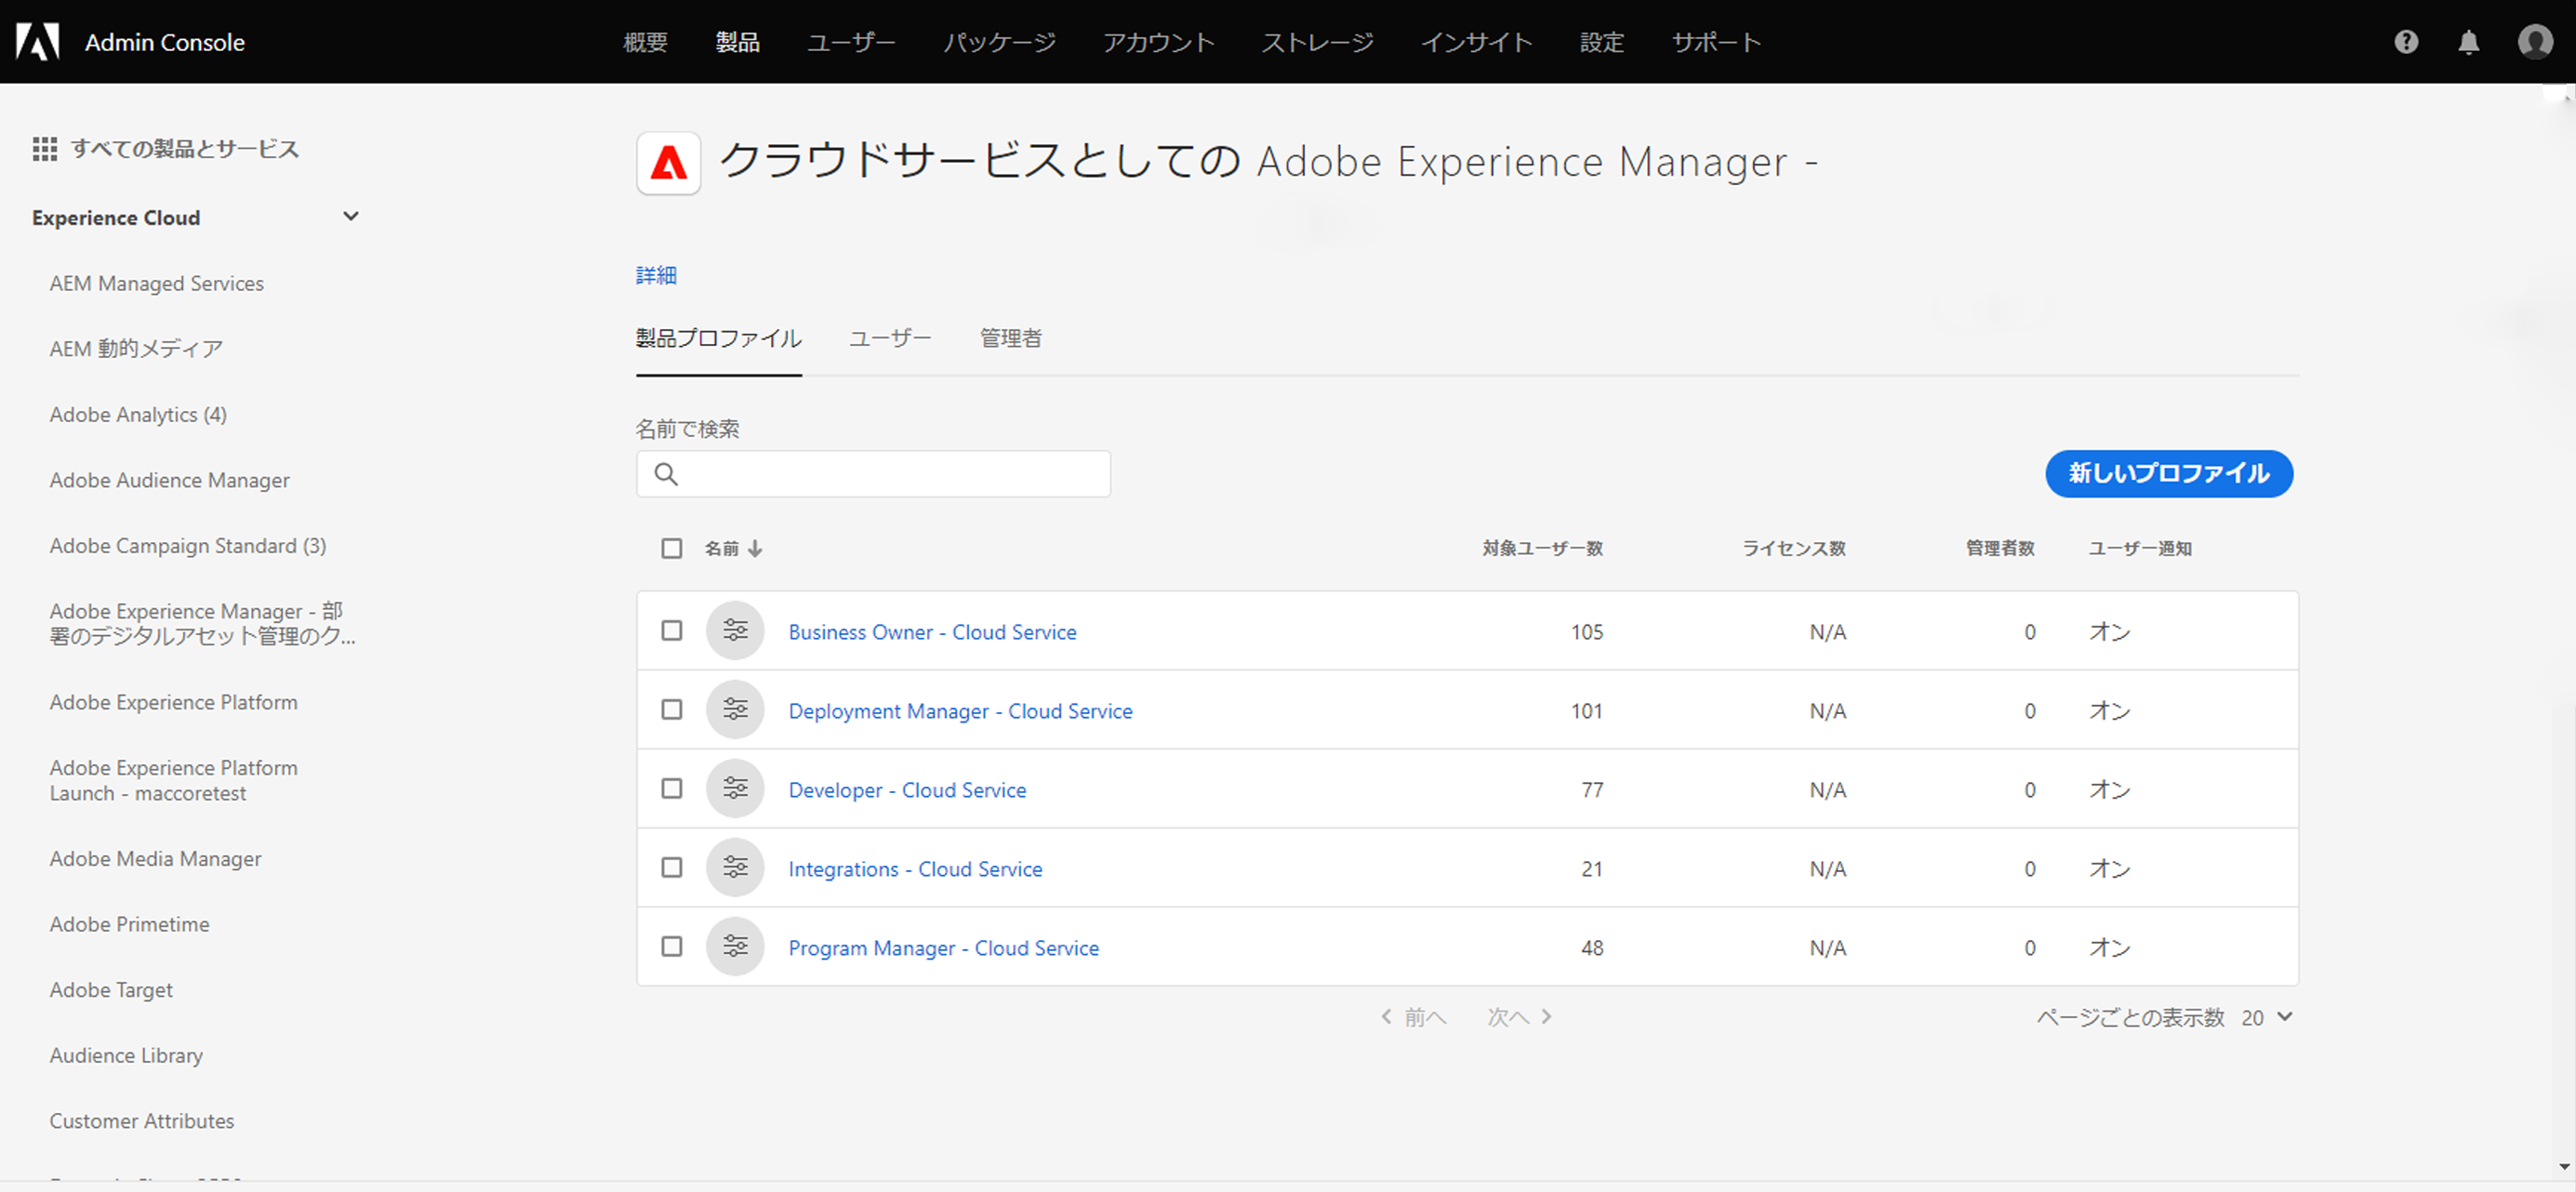 Admin Console
概要 製品 ユーザー パッケージ アカウント ストレージ インサイト 設定 サポート
すべての製品とサービス
Experience Cloud
AEM Managed Services
AEM 動的メディア
Adobe Analytics (4)
Adobe Audience Manager
Adobe Campaign Standard (3)
Adobe Experience Manager - 部
署のデジタルアセット管理のク...
Adobe Experience Platform
Adobe Experience Platform
Launch - maccoretest
Adobe Media Manager
Adobe Primetime
Adobe Target
Audience Library
Customer Attributes
クラウドサービスとしての Adobe Experience Manager -
詳細
製品プロファイル ユーザー 管理者
名前で検索
新しいプロファイル
名前 対象ユーザー数 ライセンス数 管理者数 ユーザー通知
Business Owner - Cloud Service 105 N/A 0 オン
Deployment Manager - Cloud Service 101 N/A 0 オン
Developer - Cloud Service 77 N/A 0 オン
Integrations - Cloud Service 21 N/A 0 オン
Program Manager - Cloud Service 48 N/A 0 オン
前へ 次へ ページごとの表示数 20